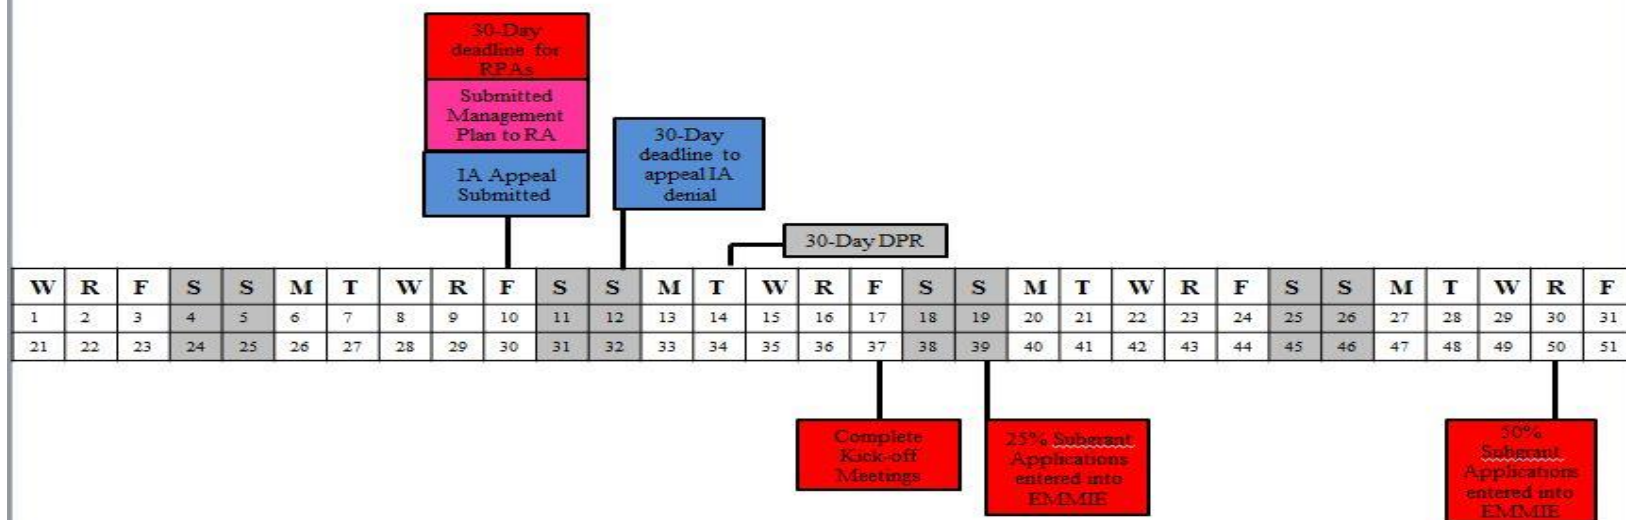 30-Day
deadline for
RPAs
Submitted
Management
Plan to RA
IA Appeal
Submitted
30-Day
deadline to
appeal IA
denial
30-Day DPR
W R F S S M T W R F S S M T W R F S S M T W R F S S M T W R F
1 2 3 4 5 6 7 8 9 10 11 12 13 14 15 16 17 18 19 20 21 22 23 24 25 26 27 28 29 30 31
21 22 23 24 25 26 27 28 29 30 31 32 33 34 35 36 37 38 39 40 41 42 43 44 45 46 47 48 49 50 51
Complete
Kick-off
Meetings
25% Subgrant
Applications
entered into
EMMIE
50%
Subgrant
Applications
entered into
EMMIE